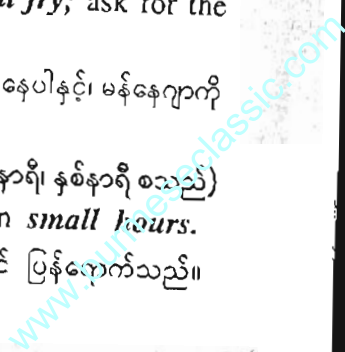 fry, ask for the
နေပါနှင့်၊ မန်နေဂျာကို
နာရီ၊ နှစ်နာရီ စသည်)
small hours.
ပြန်ရောက်သည်။
www.burmeseclassic.com